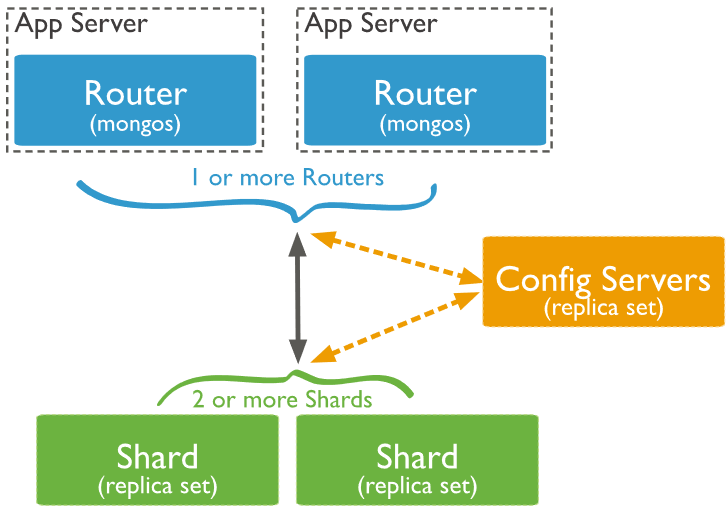 App Server
App Server
Router
(mongos)
Router
(mongos)
1 or more Routers
Config Servers
(replica set)
2 or more Shards
Shard
(replica set)
Shard
(replica set)